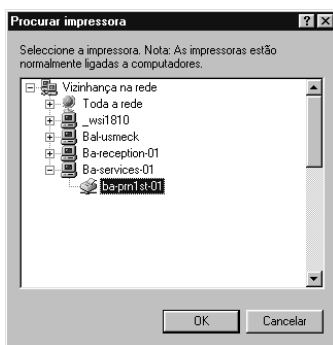 Procurar impressora
Seleccione a impressora. Nota: As impressoras estão
normalmente ligadas a computadores.
Vizinhança na rede
Toda a rede
_wsi1810
Bal-usmeck
Ba-reception-01
Ba-services-01
ba-prn1st-01
OK Cancelar